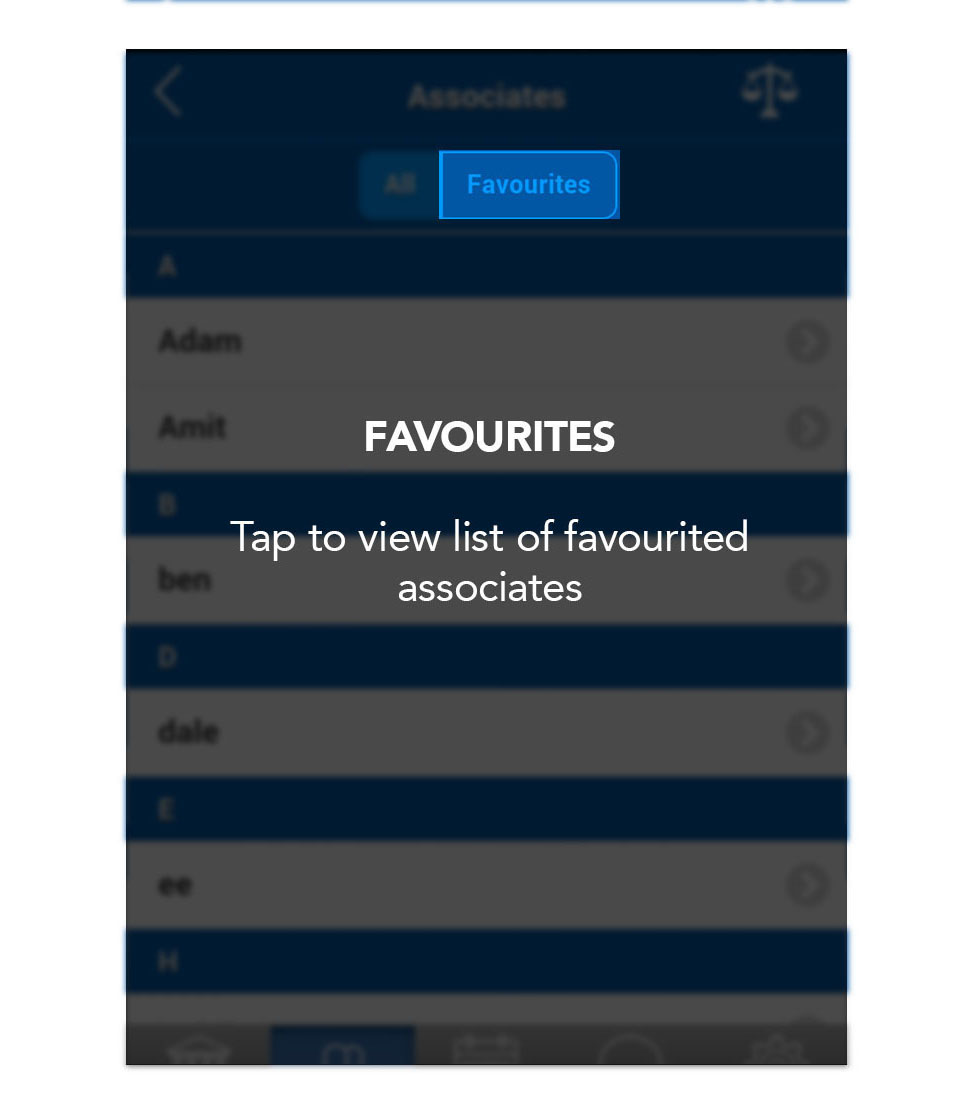 Associates
All
Favourites
A
Adam
Amit
FAVOURITES
B
Tap to view list of favourited
associates
ben
D
dale
E
ee
H